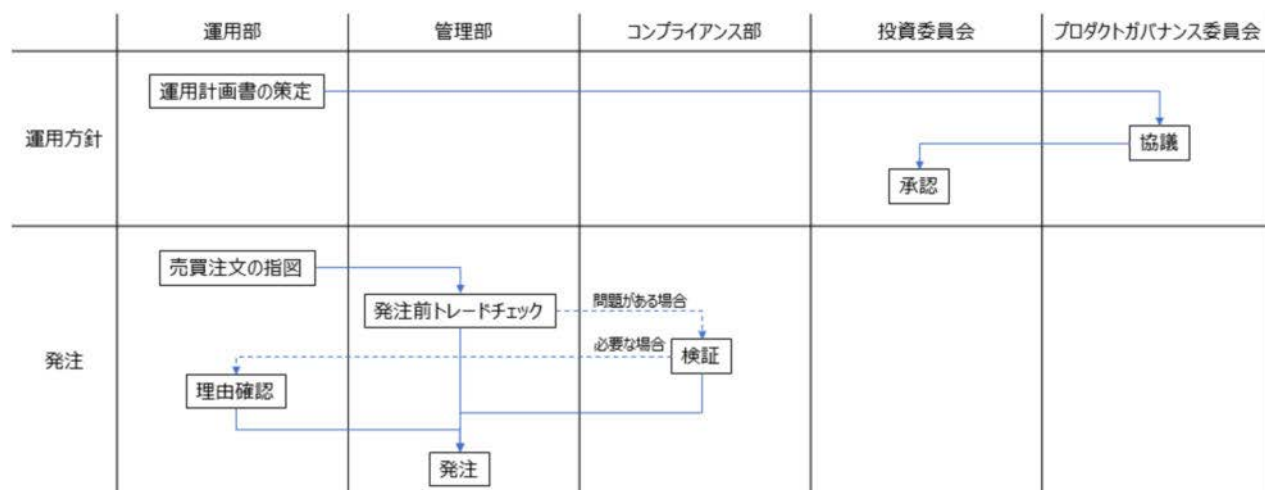 運用部
管理部
コンプライアンス部
投資委員会
プロダクトガバナンス委員会
運用方針
運用計画書の策定
協議
承認
発注
売買注文の指図
発注前トレードチェック
問題がある場合
検証
必要な場合
理由確認
発注